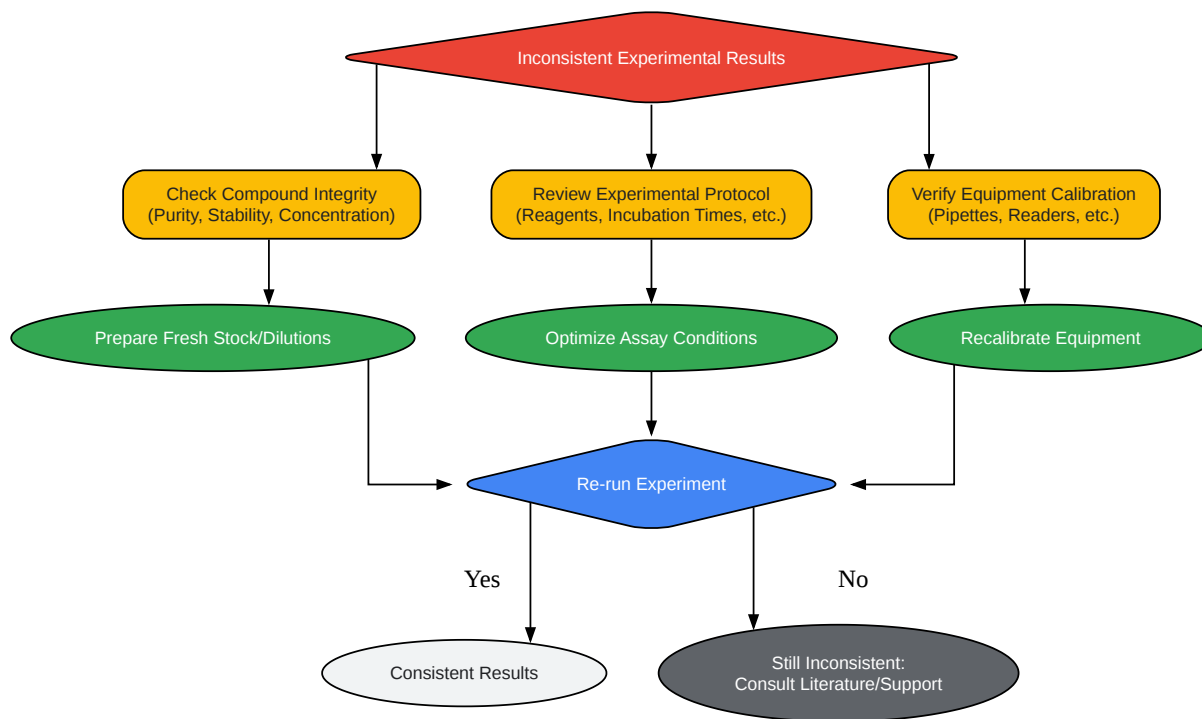 Inconsistent Experimental Results
Check Compound Integrity
(Purity, Stability, Concentration)
Review Experimental Protocol
(Reagents, Incubation Times, etc.)
Verify Equipment Calibration
(Pipettes, Readers, etc.)
Prepare Fresh Stock/Dilutions
Optimize Assay Conditions
Recalibrate Equipment
Re-run Experiment
Yes
No
Consistent Results
Still Inconsistent:
Consult Literature/Support